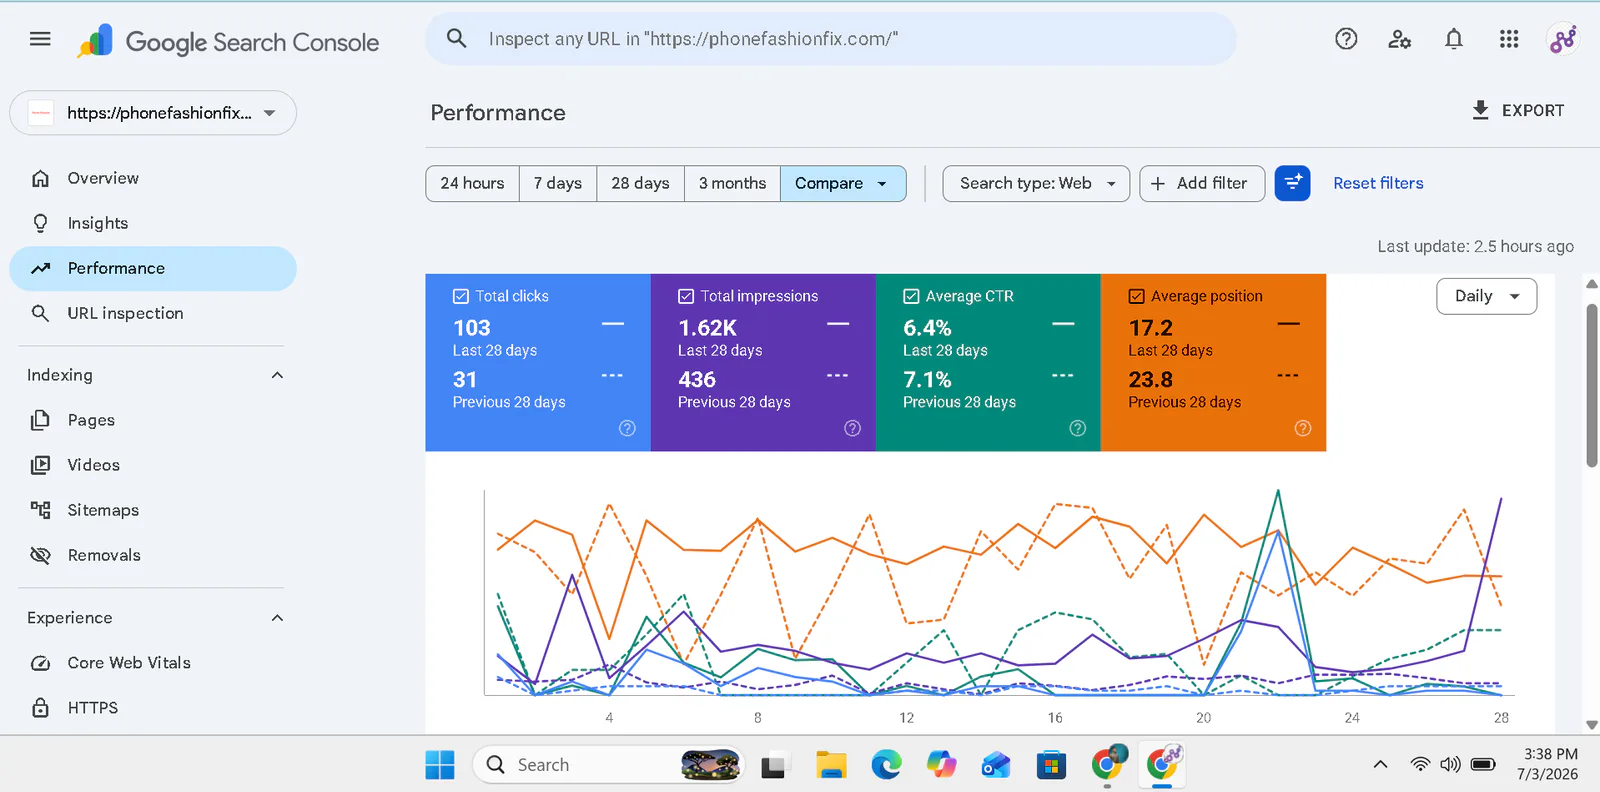 Google Search Console
Inspect any URL in "https://phonefashionfix.com/"
https://phonefashionfix...
Performance
EXPORT
24 hours
7 days
28 days
3 months
Compare
Search type: Web
Add filter
Reset filters
Last update: 2.5 hours ago
Overview
Insights
Performance
URL inspection
Indexing
Pages
Videos
Sitemaps
Removals
Experience
Core Web Vitals
HTTPS
Total clicks
103
Last 28 days
31
Previous 28 days
Total impressions
1.62K
Last 28 days
436
Previous 28 days
Average CTR
6.4%
Last 28 days
7.1%
Previous 28 days
Average position
17.2
Last 28 days
23.8
Previous 28 days
Daily
4 8 12 16 20 24 28
Search
3:38 PM
7/3/2026